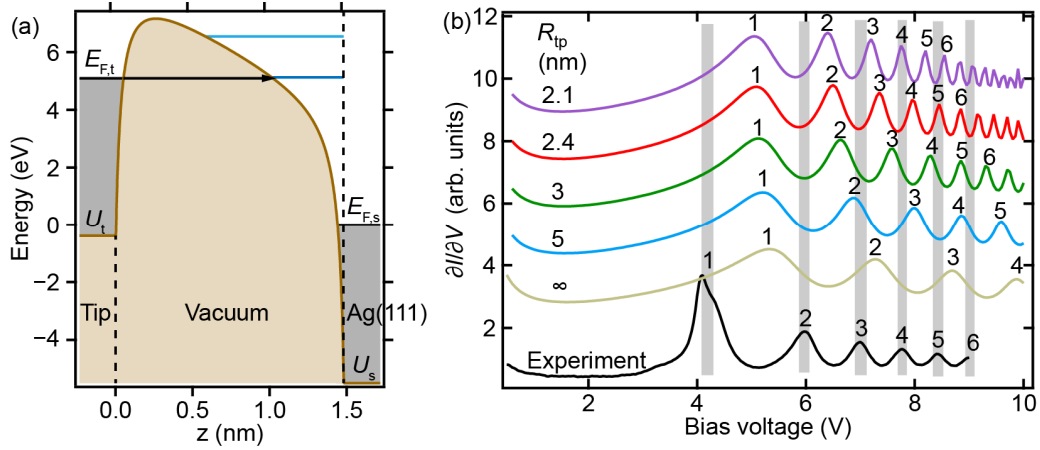 (a)
Energy (eV)
6
4
2
0
−2
−4
E_F,t
U_t
E_F,s
Tip
Vacuum
Ag(111)
U_s
0.0 0.5 1.0 1.5
z (nm)
(b)
∂I/∂V (arb. units)
12
10
8
6
4
2
R_tp
(nm)
2.1
1 2 3 4 5 6
2.4
1 2 3 4 5 6
3
1 2 3 4 5 6
5
1 2 3 4 5
∞
1 2 3 4
Experiment
1 2 3 4 5 6
2 4 6 8 10
Bias voltage (V)